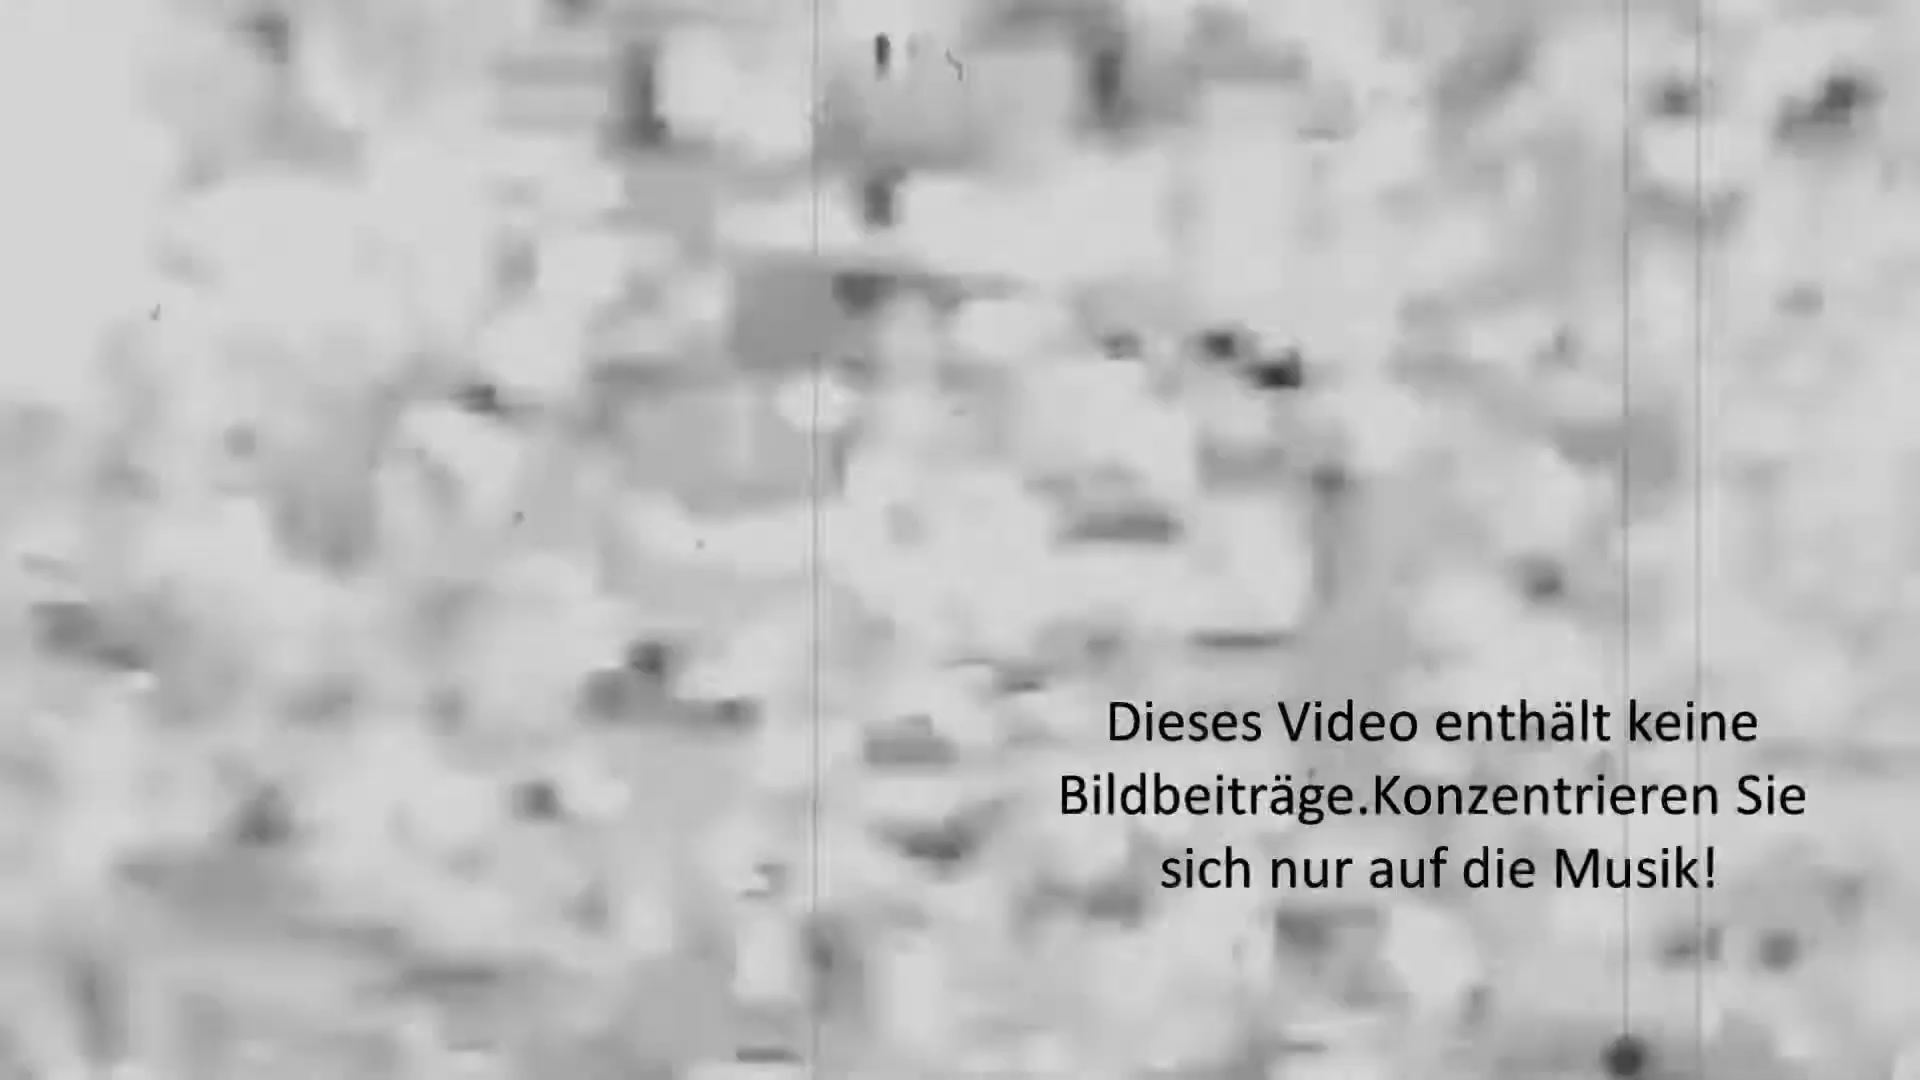 Dieses Video enthält keine
Bildbeiträge.Konzentrieren Sie
sich nur auf die Musik!